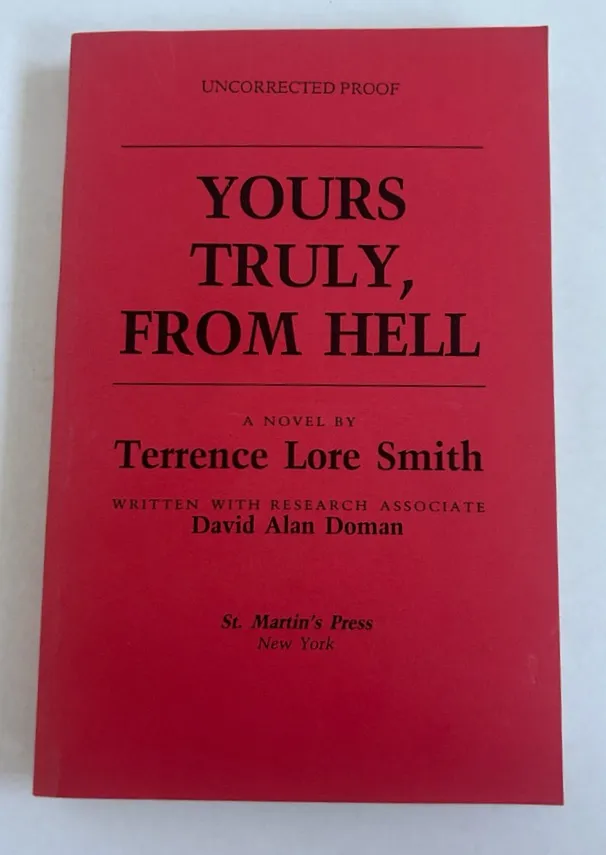 UNCORRECTED PROOF
YOURS
TRULY,
FROM HELL
A NOVEL BY
Terrence Lore Smith
WRITTEN WITH RESEARCH ASSOCIATE
David Alan Doman
St. Martin's Press
New York